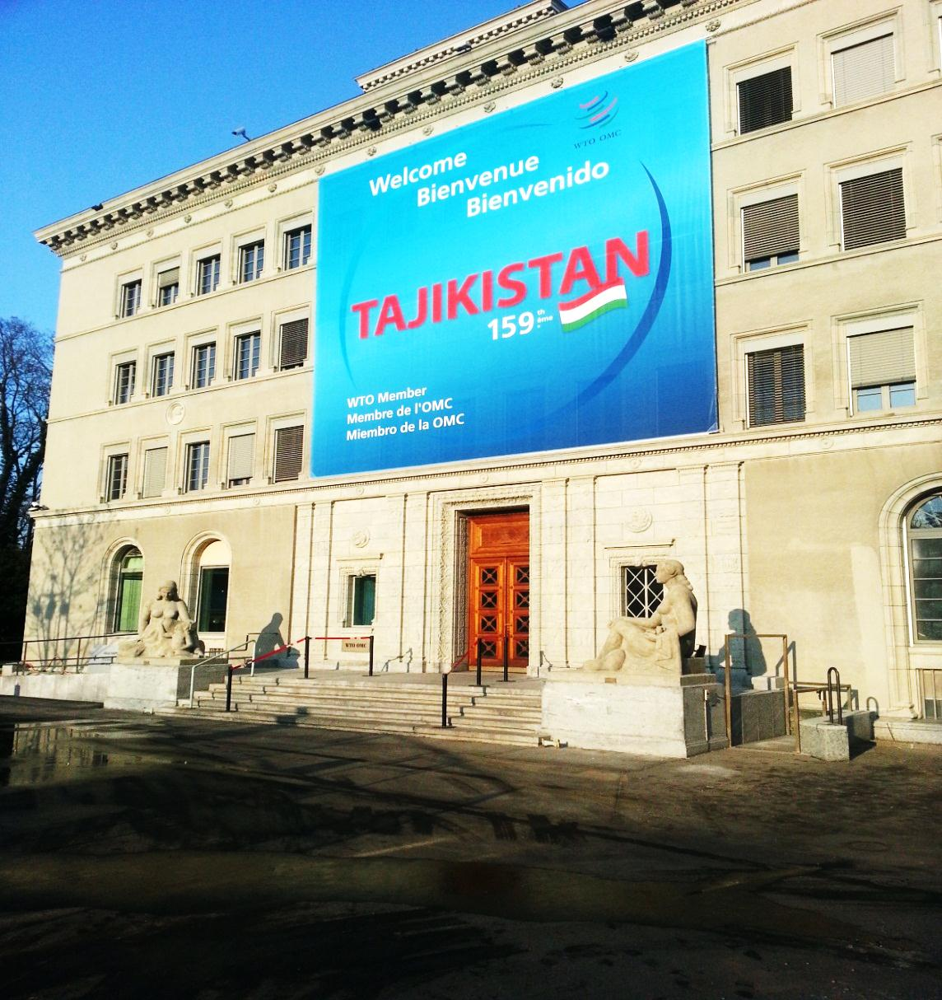 WTO OMC
Welcome
Bienvenue
Bienvenido
TAJIKISTAN
159th ème
WTO Member
Membre de l'OMC
Miembro de la OMC
WTO OMC